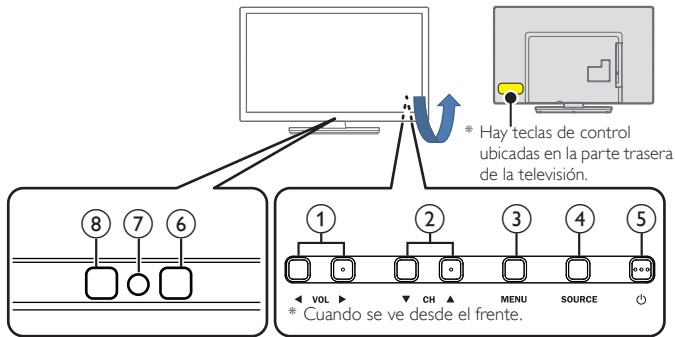 * Hay teclas de control
ubicadas en la parte trasera
de la televisión.
8 7 6
1 2 3 4 5
◀ VOL ▶ ▼ CH ▲ MENU SOURCE ⏻
* Cuando se ve desde el frente.